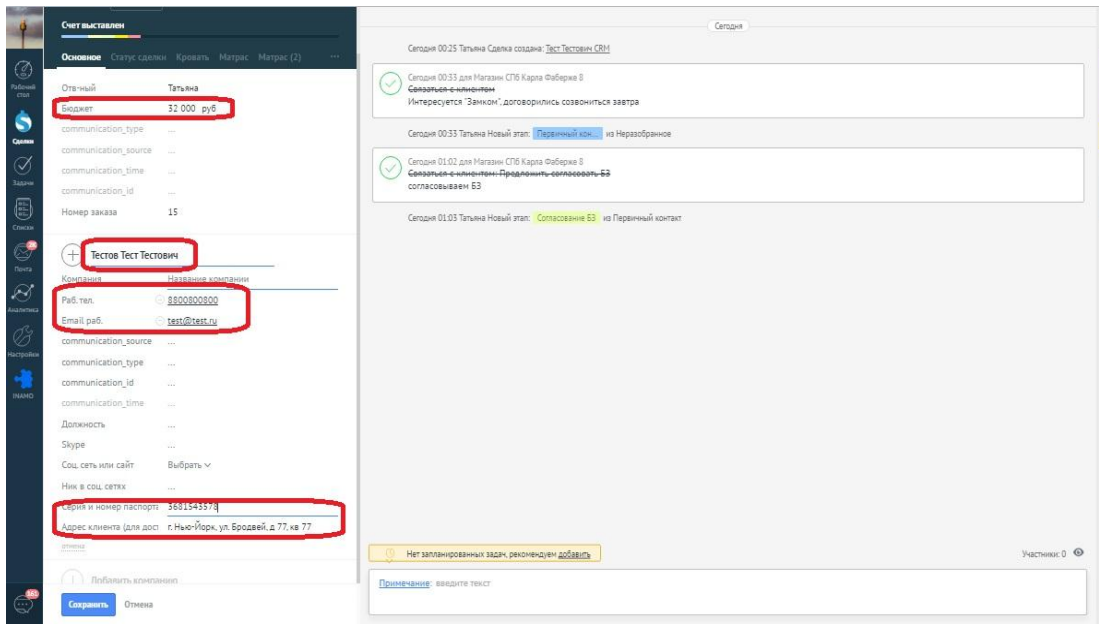 Счет выставлен
Основное Статус сделки Кровать Матрас Матрас (2) ...
Отв-ный Татьяна
Бюджет 32 000 руб
communication_type ...
communication_source ...
communication_time ...
communication_id ...
Номер заказа 15
Тестов Тест Тестович
Компания Название компании
Раб. тел. 8800800800
Email раб. test@test.ru
communication_source ...
communication_type ...
communication_id ...
communication_time ...
Должность ...
Skype ...
Соц. сеть или сайт Выбрать
Ник в соц. сетях ...
Серия и номер паспорта 3681543578
Адрес клиента (для дост г. Нью-Йорк, ул. Бродвей, д 77, кв 77
отмена
Добавить компанию
Сохранить Отмена
Рабочий
стол
Сделки
Задачи
Списки
Почта
Аналитика
Настройки
INAMO
Сегодня
Сегодня 00:25 Татьяна Сделка создана: Тест Тестович CRM
Сегодня 00:33 для Магазин СПб Карла Фаберже 8
Связаться с клиентом
Интересуется "Замком", договорились созвониться завтра
Сегодня 00:33 Татьяна Новый этап: Первичный кон... из Неразобранное
Сегодня 01:02 для Магазин СПб Карла Фаберже 8
Связаться с клиентом: Предложить согласовать БЗ
согласовываем БЗ
Сегодня 01:03 Татьяна Новый этап: Согласование БЗ из Первичный контакт
Нет запланированных задач, рекомендуем добавить
Участники: 0
Примечание: введите текст